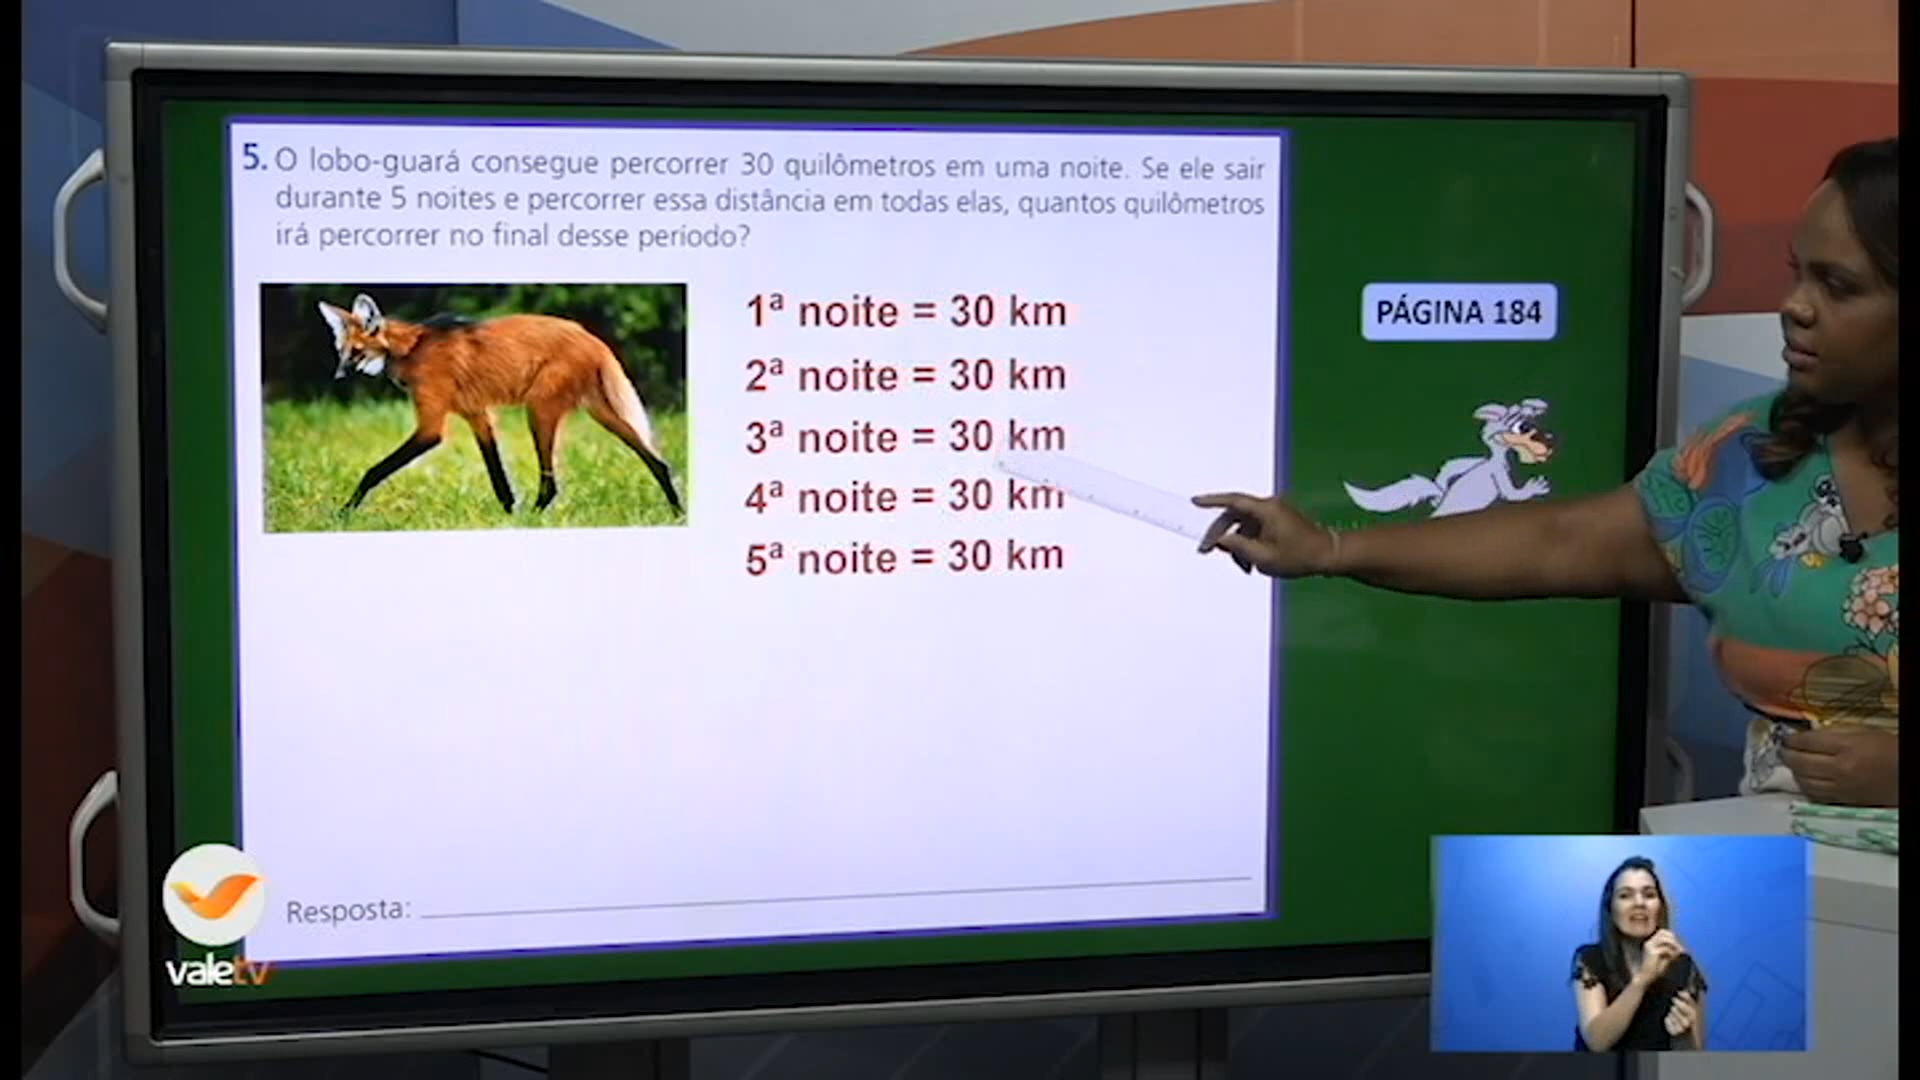 5. O lobo-guará consegue percorrer 30 quilômetros em uma noite. Se ele sair
durante 5 noites e percorrer essa distância em todas elas, quantos quilômetros
irá percorrer no final desse período?
1ª noite = 30 km
2ª noite = 30 km
3ª noite = 30 km
4ª noite = 30 km
5ª noite = 30 km
PÁGINA 184
Resposta:
valetv